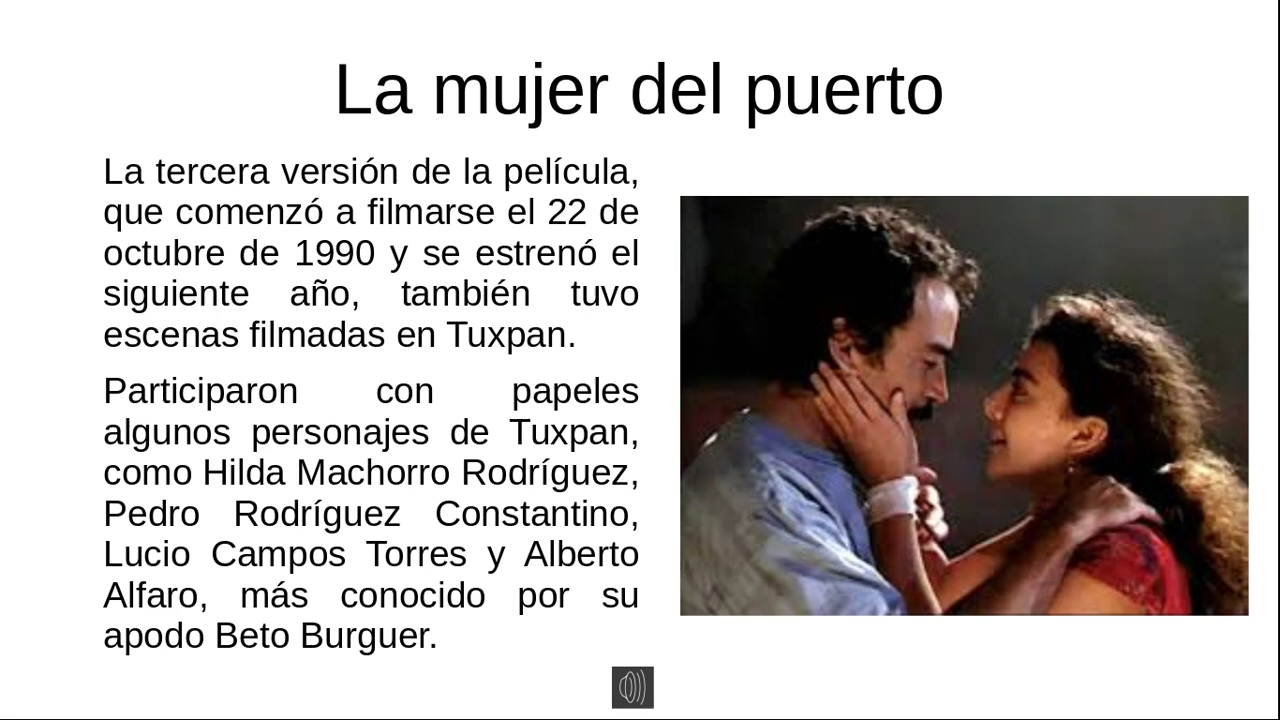 La mujer del puerto
La tercera versión de la película,
que comenzó a filmarse el 22 de
octubre de 1990 y se estrenó el
siguiente año, también tuvo
escenas filmadas en Tuxpan.
Participaron con papeles
algunos personajes de Tuxpan,
como Hilda Machorro Rodríguez,
Pedro Rodríguez Constantino,
Lucio Campos Torres y Alberto
Alfaro, más conocido por su
apodo Beto Burguer.